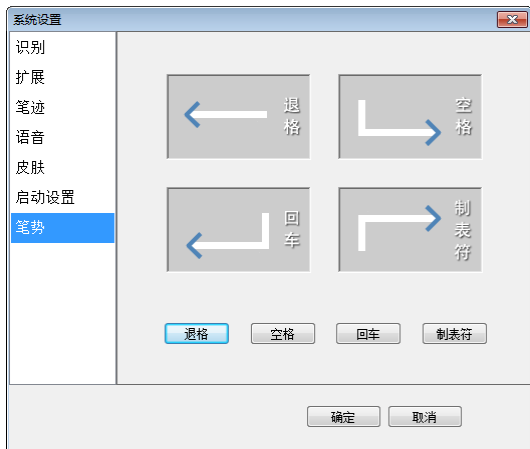 系统设置
识别
扩展
笔迹
语音
皮肤
启动设置
笔势
退格
空格
回车
制表符
退格
空格
回车
制表符
确定
取消